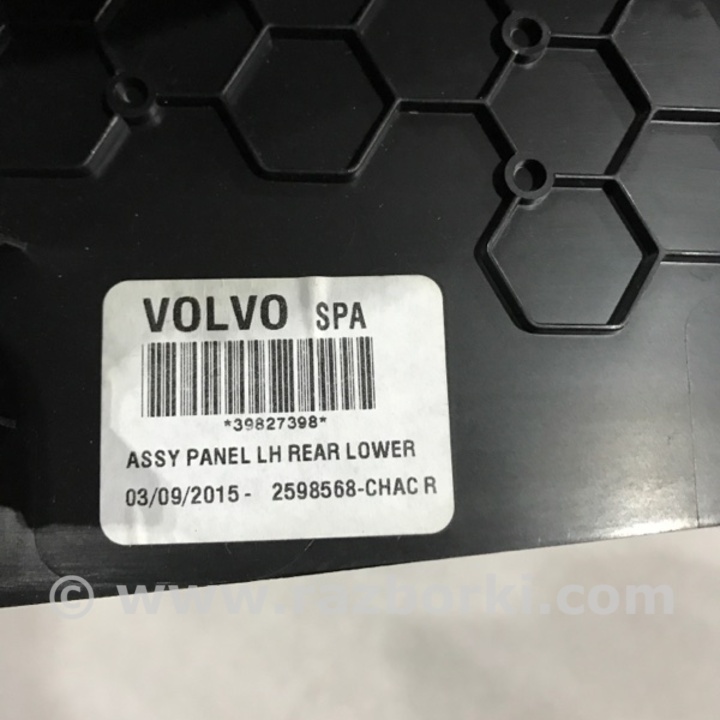 VOLVO SPA
*39827398*
ASSY PANEL LH REAR LOWER
03/09/2015 - 2598568-CHAC R
© www.razborki.com